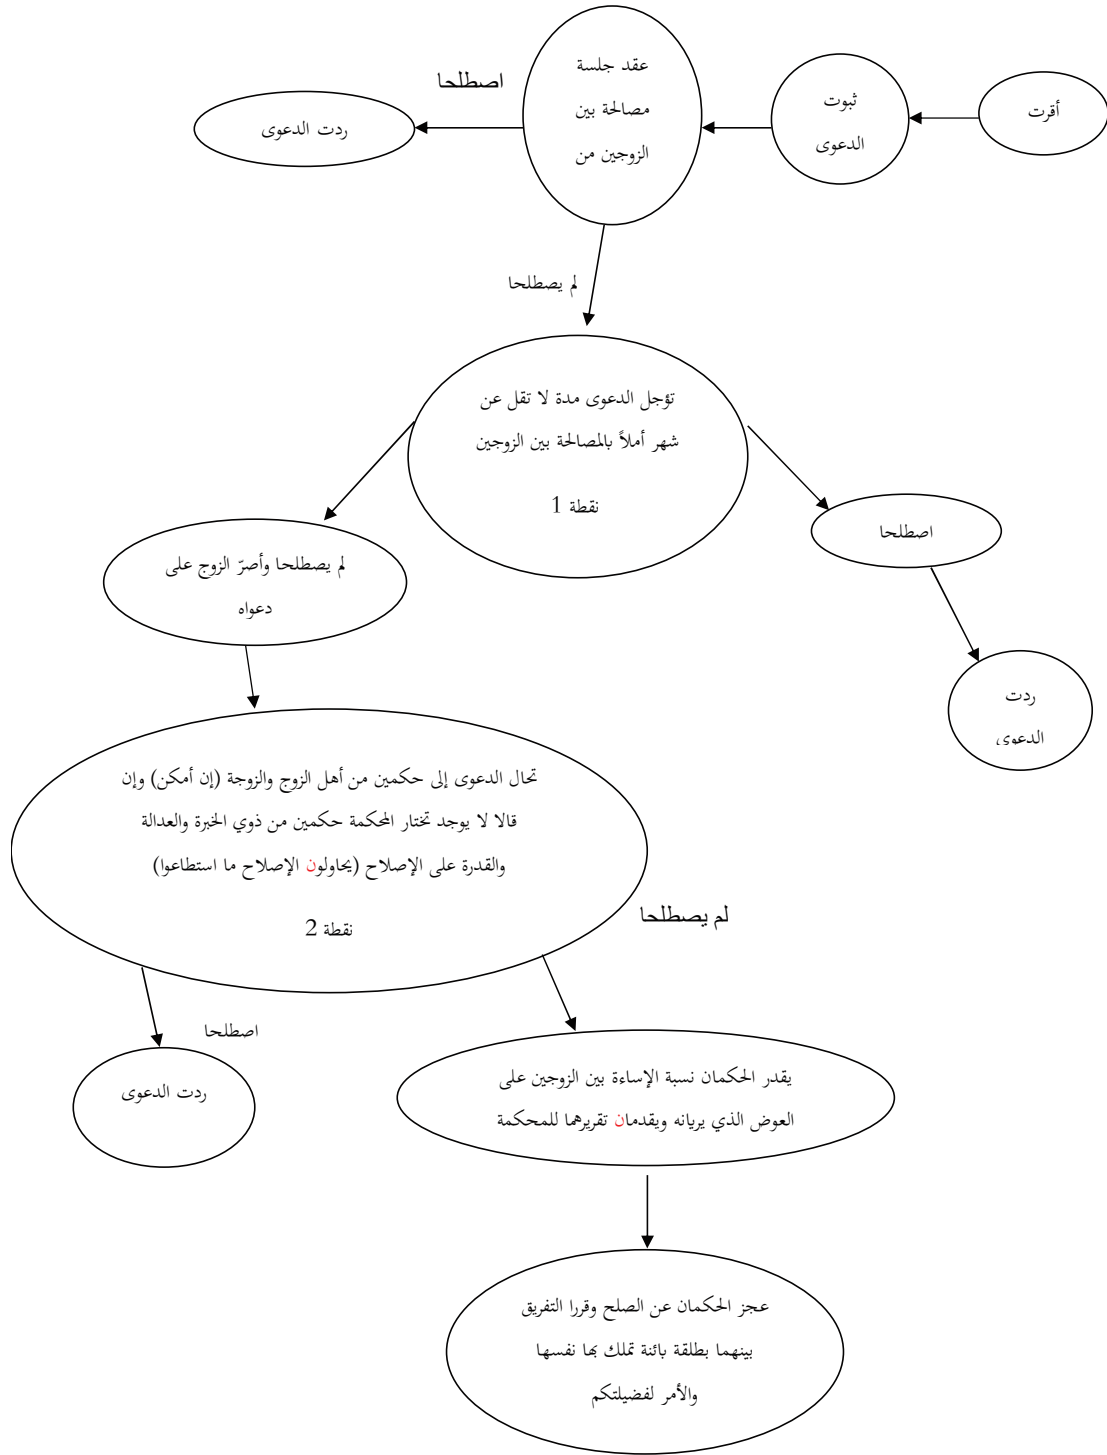 أقرت
ثبوت
الدعوى
عقد جلسة
مصالحة بين
الزوجين من
اصطلحا
ردت الدعوى
لم يصطلحا
تؤجل الدعوى مدة لا تقل عن
شهر أملاً بالمصالحة بين الزوجين
نقطة 1
اصطلحا
ردت
الدعوى
لم يصطلحا وأصرّ الزوج على
دعواه
تحال الدعوى إلى حكمين من أهل الزوج والزوجة (إن أمكن) وإن
قالا لا يوجد تختار المحكمة حكمين من ذوي الخبرة والعدالة
والقدرة على الإصلاح (يحاولون الإصلاح ما استطاعوا)
نقطة 2
لم يصطلحا
اصطلحا
ردت الدعوى
يقدر الحكمان نسبة الإساءة بين الزوجين على
العوض الذي يريانه ويقدمان تقريرهما للمحكمة
عجز الحكمان عن الصلح وقررا التفريق
بينهما بطلقة بائنة تملك بها نفسها
والأمر لفضيلتكم